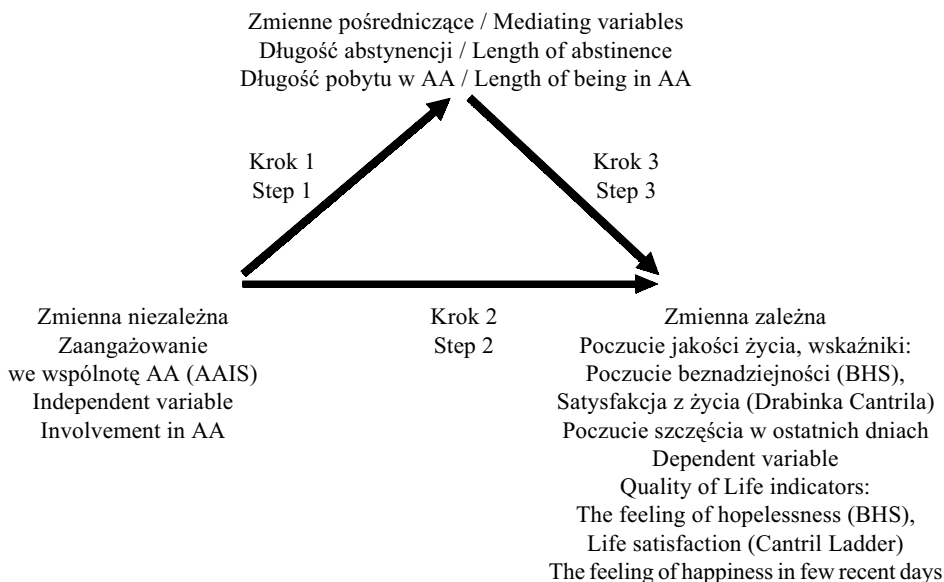 Zmienne pośredniczące / Mediating variables
Długość abstynencji / Length of abstinence
Długość pobytu w AA / Length of being in AA
Krok 1
Step 1
Krok 3
Step 3
Krok 2
Step 2
Zmienna niezależna
Zaangażowanie
we wspólnotę AA (AAIS)
Independent variable
Involvement in AA
Zmienna zależna
Poczucie jakości życia, wskaźniki:
Poczucie beznadziejności (BHS),
Satysfakcja z życia (Drabinka Cantrila)
Poczucie szczęścia w ostatnich dniach
Dependent variable
Quality of Life indicators:
The feeling of hopelessness (BHS),
Life satisfaction (Cantril Ladder)
The feeling of happiness in few recent days